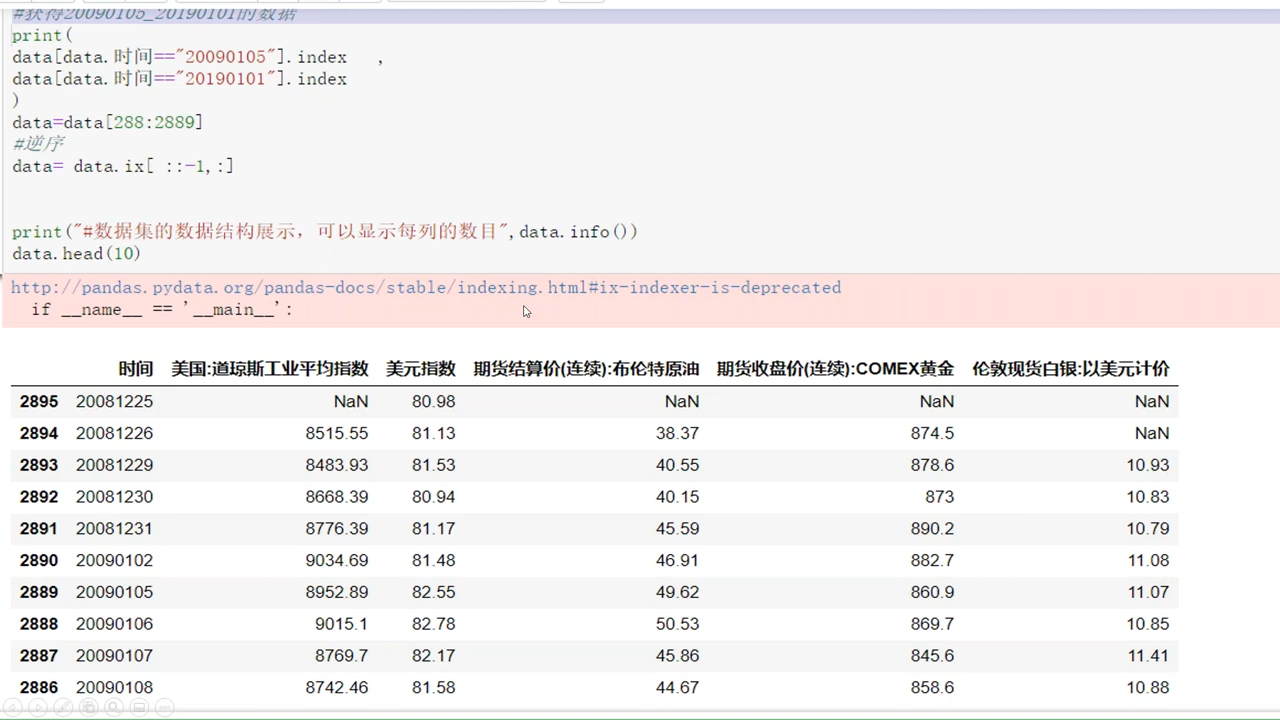 #获得20090105_20190101的数据
print(
data[data.时间=="20090105"].index ,
data[data.时间=="20190101"].index
)
data=data[288:2889]
#逆序
data= data.ix[ ::-1,:]
print("#数据集的数据结构展示，可以显示每列的数目",data.info())
data.head(10)
http://pandas.pydata.org/pandas-docs/stable/indexing.html#ix-indexer-is-deprecated
if __name__ == '__main__':
时间 美国:道琼斯工业平均指数 美元指数 期货结算价(连续):布伦特原油 期货收盘价(连续):COMEX黄金 伦敦现货白银:以美元计价
2895 20081225 NaN 80.98 NaN NaN NaN
2894 20081226 8515.55 81.13 38.37 874.5 NaN
2893 20081229 8483.93 81.53 40.55 878.6 10.93
2892 20081230 8668.39 80.94 40.15 873 10.83
2891 20081231 8776.39 81.17 45.59 890.2 10.79
2890 20090102 9034.69 81.48 46.91 882.7 11.08
2889 20090105 8952.89 82.55 49.62 860.9 11.07
2888 20090106 9015.1 82.78 50.53 869.7 10.85
2887 20090107 8769.7 82.17 45.86 845.6 11.41
2886 20090108 8742.46 81.58 44.67 858.6 10.88